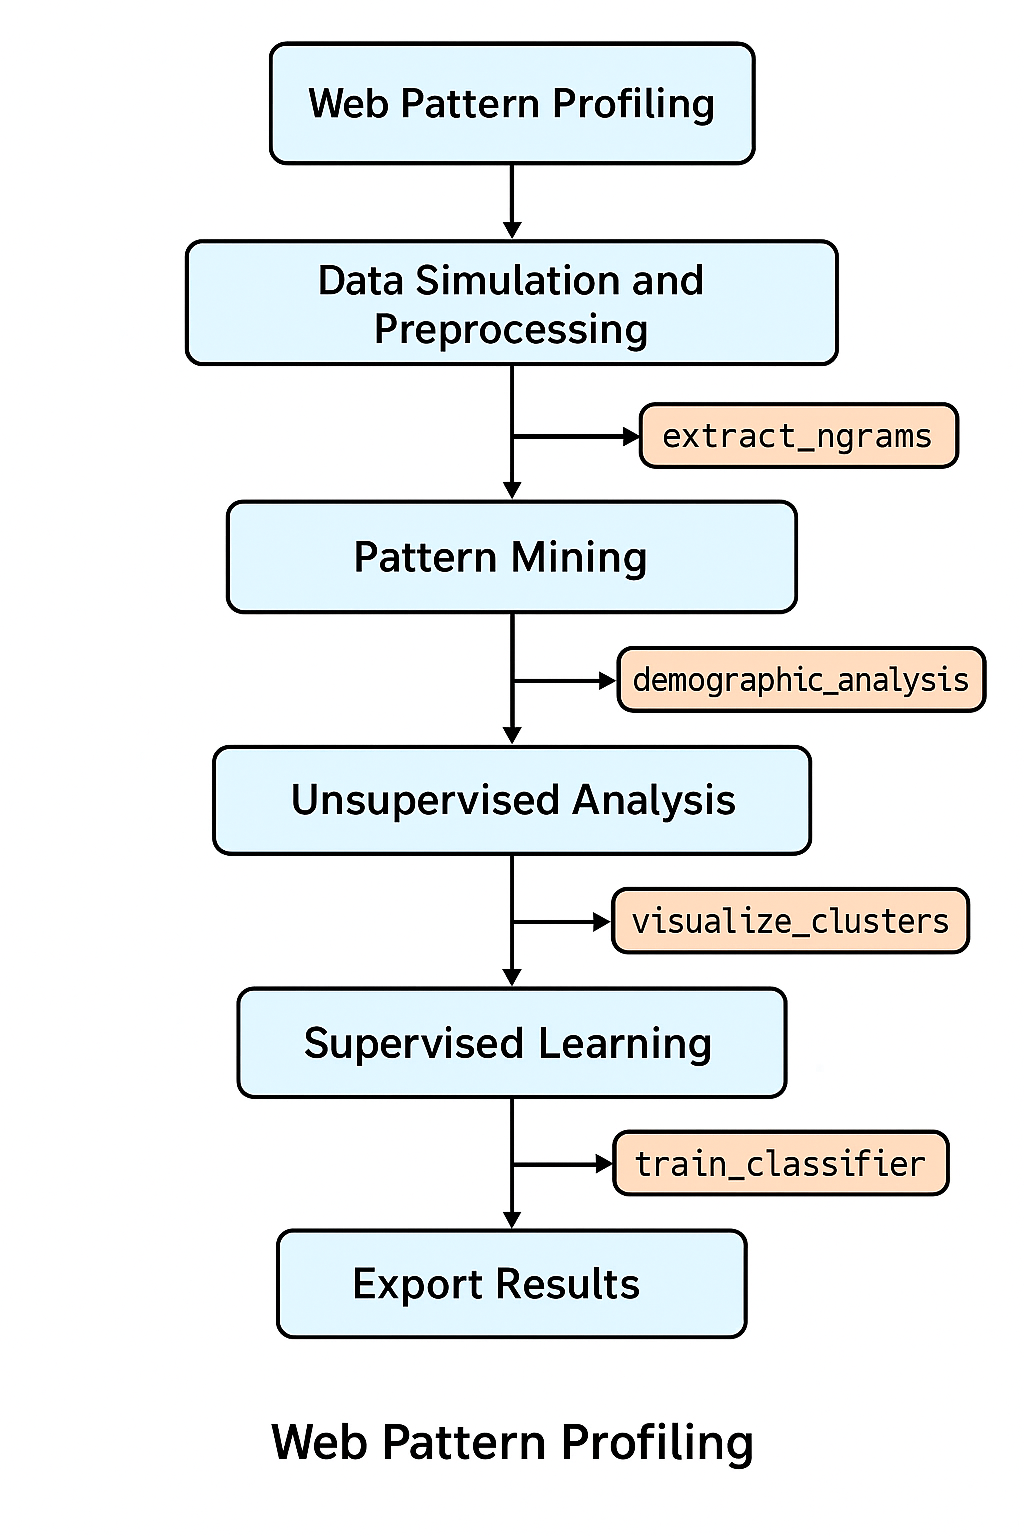 Web Pattern Profiling
Data Simulation and
Preprocessing
extract_ngrams
Pattern Mining
demographic_analysis
Unsupervised Analysis
visualize_clusters
Supervised Learning
train_classifier
Export Results
Web Pattern Profiling